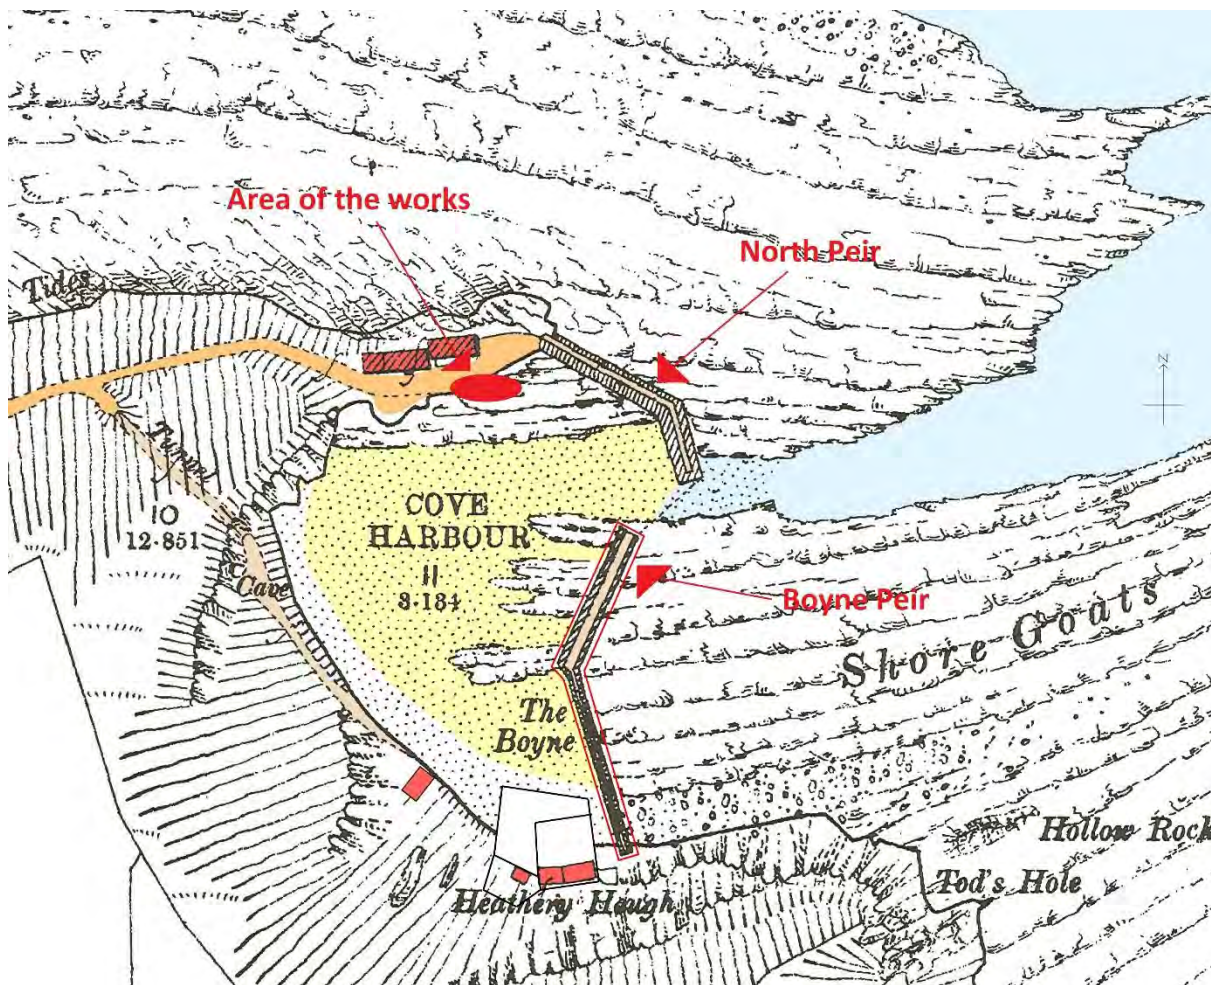 Area of the works
North Peir
Tides
N
COVE
HARBOUR
11
3·134
10
12·851
Tunnel
Cave
Boyne Peir
Shore Goats
The
Boyne
Hollow Rock
Tod's Hole
Heathery Heugh